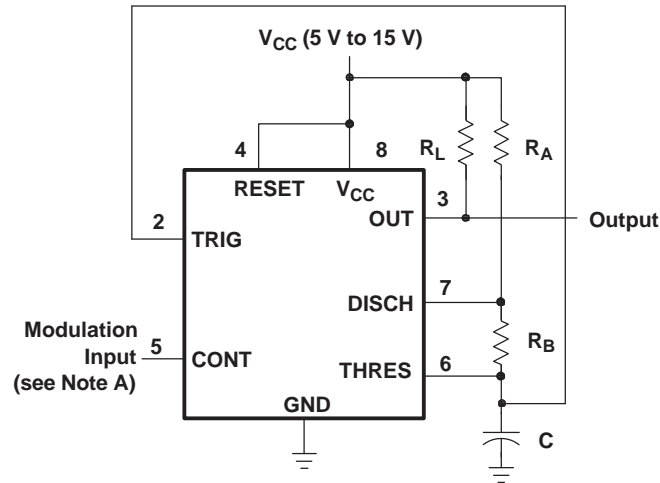 V_CC (5 V to 15 V)
4
8
R_L
R_A
RESET
V_CC
3
2
OUT
Output
TRIG
7
DISCH
Modulation
Input
(see Note A)
5
R_B
CONT
6
THRES
GND
C